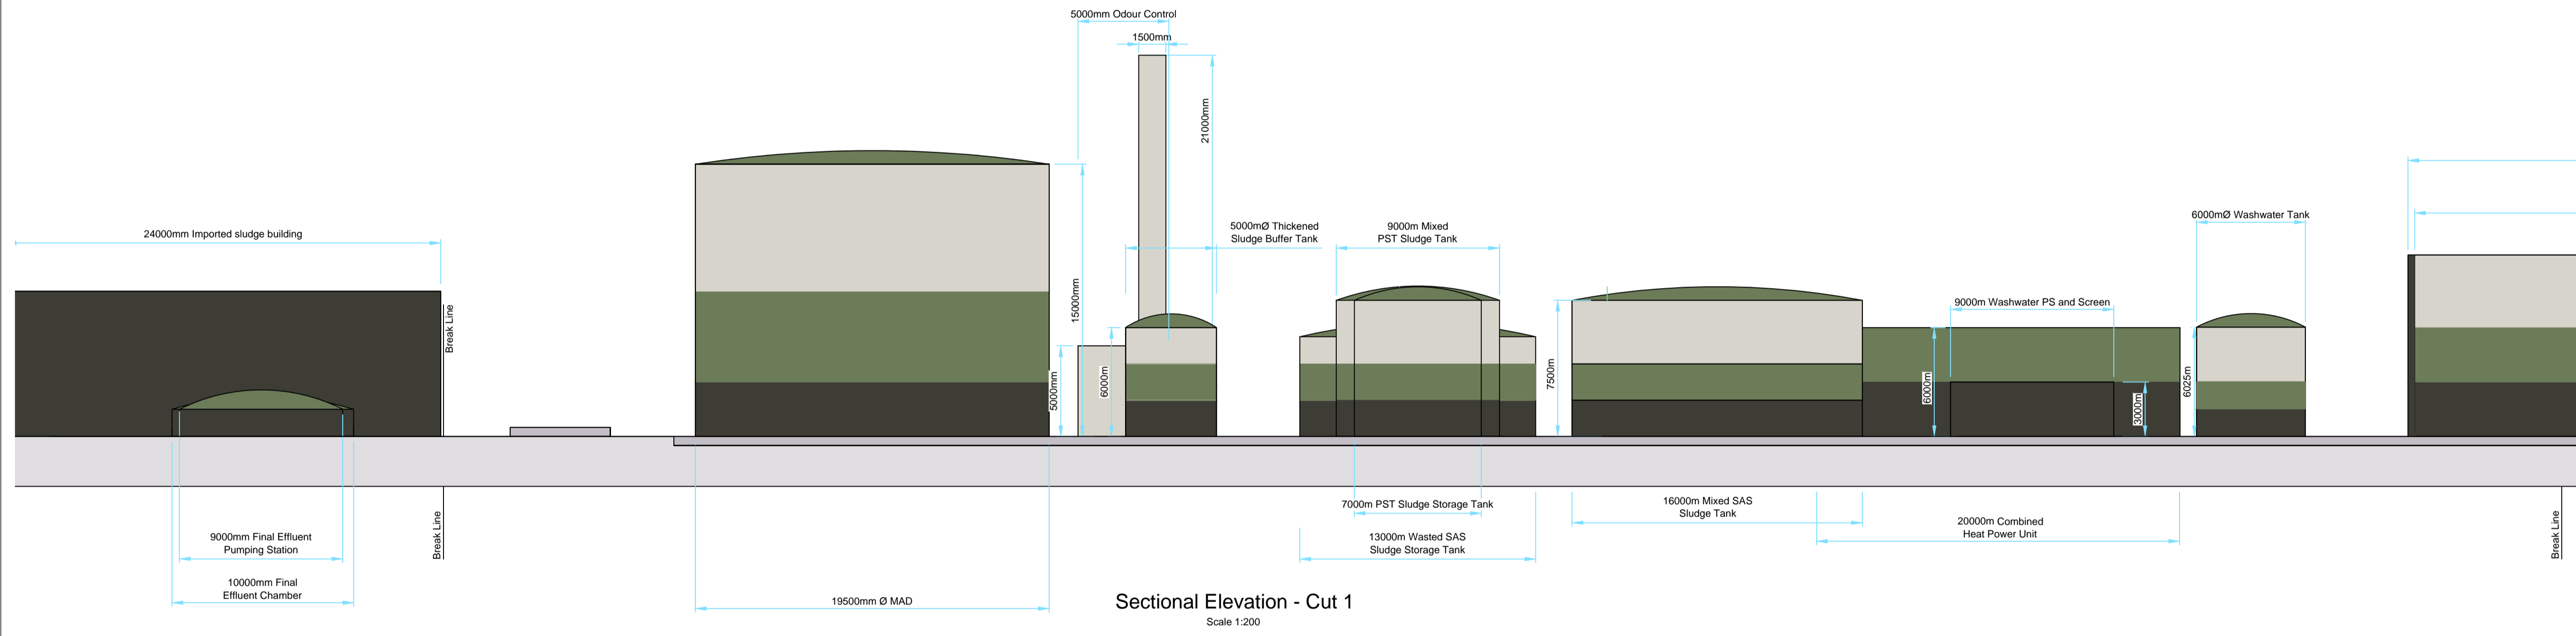 5000mm Odour Control
1500mm
21000mm
24000mm Imported sludge building
Break Line
15000mm
5000mm
6000m
5000mØ Thickened
Sludge Buffer Tank
9000m Mixed
PST Sludge Tank
7500m
9000m Washwater PS and Screen
6000m
3000m
6000mØ Washwater Tank
6025m
Break Line
9000mm Final Effluent
Pumping Station
10000mm Final
Effluent Chamber
19500mm Ø MAD
7000m PST Sludge Storage Tank
13000m Wasted SAS
Sludge Storage Tank
16000m Mixed SAS
Sludge Tank
20000m Combined
Heat Power Unit
Break Line
Sectional Elevation - Cut 1
Scale 1:200